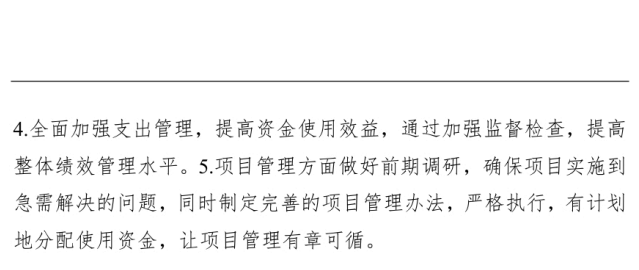 4.全面加强支出管理，提高资金使用效益，通过加强监督检查，提高
整体绩效管理水平。5.项目管理方面做好前期调研，确保项目实施到
急需解决的问题，同时制定完善的项目管理办法，严格执行，有计划
地分配使用资金，让项目管理有章可循。